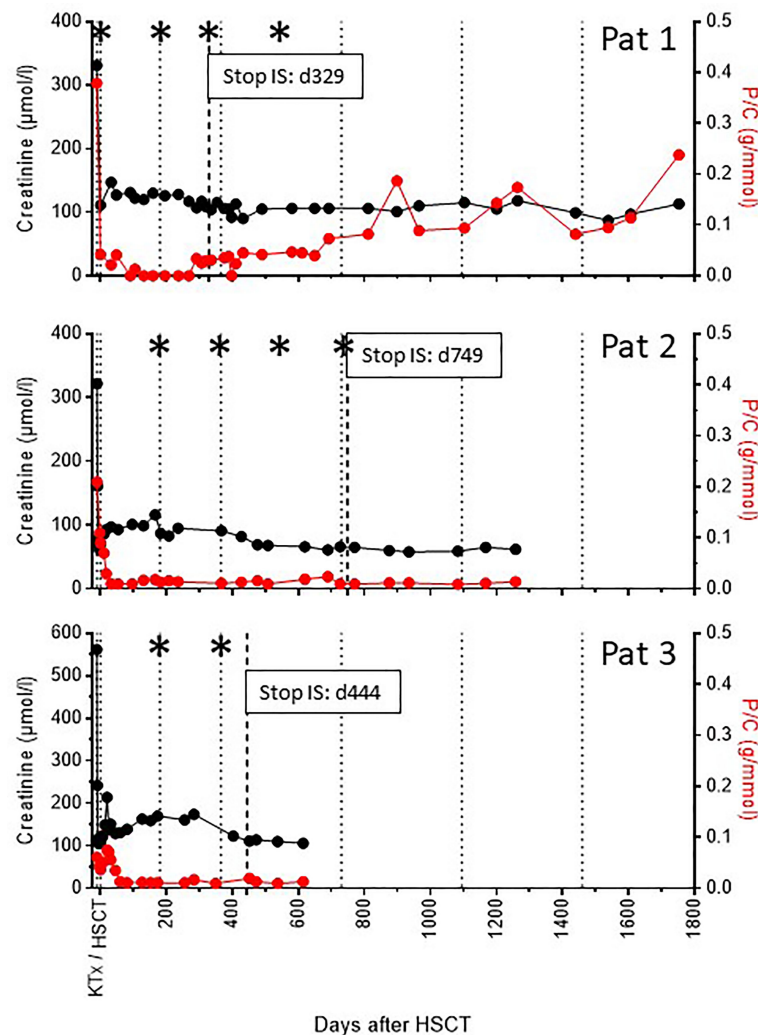 400
300
200
100
0
Creatinine (μmol/l)
* * * *
Stop IS: d329
Pat 1
0.5
0.4
0.3
0.2
0.1
0.0
P/C (g/mmol)
400
300
200
100
0
Creatinine (μmol/l)
* * * *
Stop IS: d749
Pat 2
0.5
0.4
0.3
0.2
0.1
0.0
P/C (g/mmol)
600
500
400
300
200
100
0
Creatinine (μmol/l)
* *
Stop IS: d444
Pat 3
0.5
0.4
0.3
0.2
0.1
0.0
P/C (g/mmol)
KTx / HSCT
200 400 600 800 1000 1200 1400 1600 1800
Days after HSCT